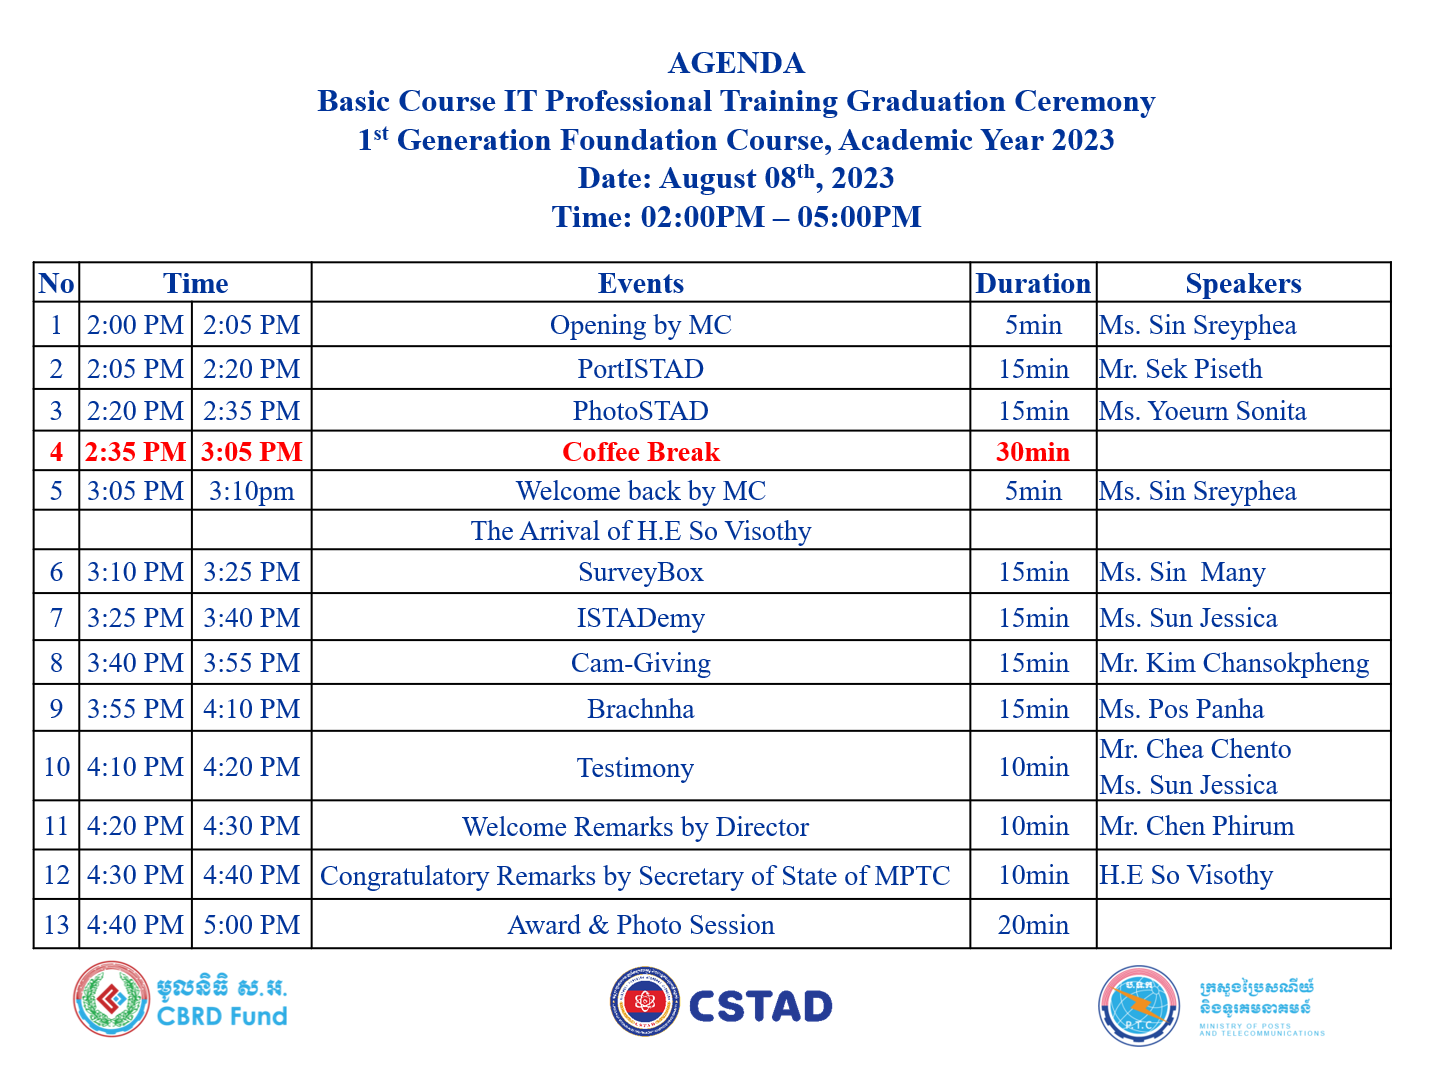 AGENDA
Basic Course IT Professional Training Graduation Ceremony
1st Generation Foundation Course, Academic Year 2023
Date: August 08th, 2023
Time: 02:00PM – 05:00PM
No Time Events Duration Speakers
1 2:00 PM 2:05 PM Opening by MC 5min Ms. Sin Sreyphea
2 2:05 PM 2:20 PM PortISTAD 15min Mr. Sek Piseth
3 2:20 PM 2:35 PM PhotoSTAD 15min Ms. Yoeurn Sonita
4 2:35 PM 3:05 PM Coffee Break 30min
5 3:05 PM 3:10pm Welcome back by MC 5min Ms. Sin Sreyphea
The Arrival of H.E So Visothy
6 3:10 PM 3:25 PM SurveyBox 15min Ms. Sin  Many
7 3:25 PM 3:40 PM ISTADemy 15min Ms. Sun Jessica
8 3:40 PM 3:55 PM Cam-Giving 15min Mr. Kim Chansokpheng
9 3:55 PM 4:10 PM Brachnha 15min Ms. Pos Panha
10 4:10 PM 4:20 PM Testimony 10min Mr. Chea Chento
Ms. Sun Jessica
11 4:20 PM 4:30 PM Welcome Remarks by Director 10min Mr. Chen Phirum
12 4:30 PM 4:40 PM Congratulatory Remarks by Secretary of State of MPTC 10min H.E So Visothy
13 4:40 PM 5:00 PM Award & Photo Session 20min
មូលនិធិ ស.អ.
CBRD Fund
CSTAD
CSTAD
ប.ទ.គ
P.T.C
ក្រសួងប្រៃសណីយ៍
និងទូរគមនាគមន៍
MINISTRY OF POSTS
AND TELECOMMUNICATIONS